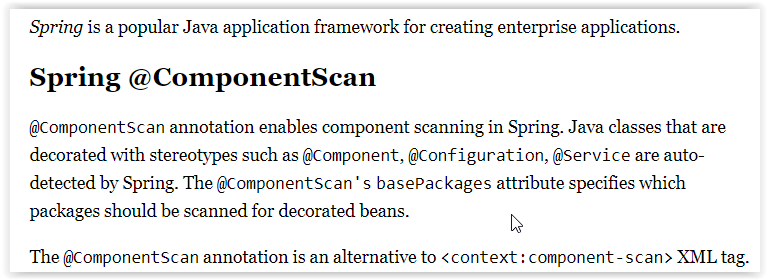 Spring is a popular Java application framework for creating enterprise applications.
Spring @ComponentScan
@ComponentScan annotation enables component scanning in Spring. Java classes that are
decorated with stereotypes such as @Component, @Configuration, @Service are auto-
detected by Spring. The @ComponentScan's basePackages attribute specifies which
packages should be scanned for decorated beans.
The @ComponentScan annotation is an alternative to <context:component-scan> XML tag.